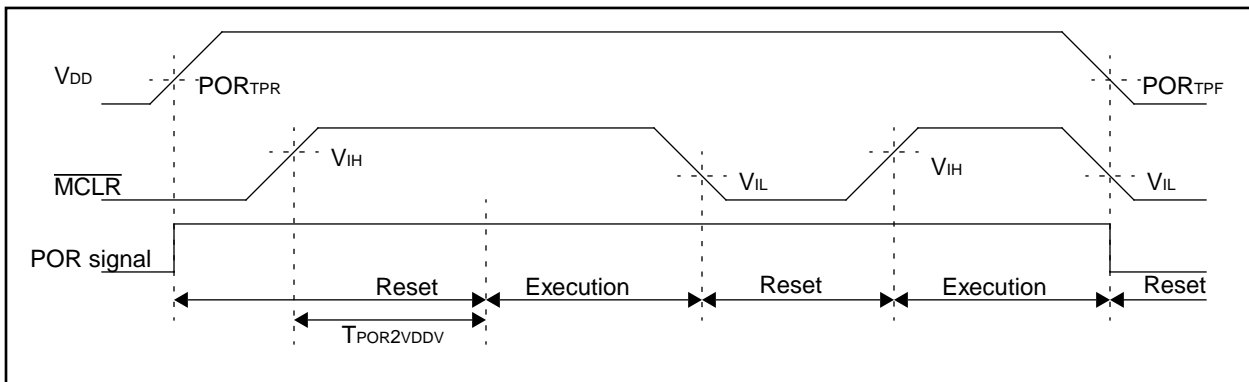 VDD
PORTPR
PORTPF
VIH
VIL
VIH
VIL
MCLR
POR signal
Reset
Execution
Reset
Execution
Reset
TPOR2VDDV